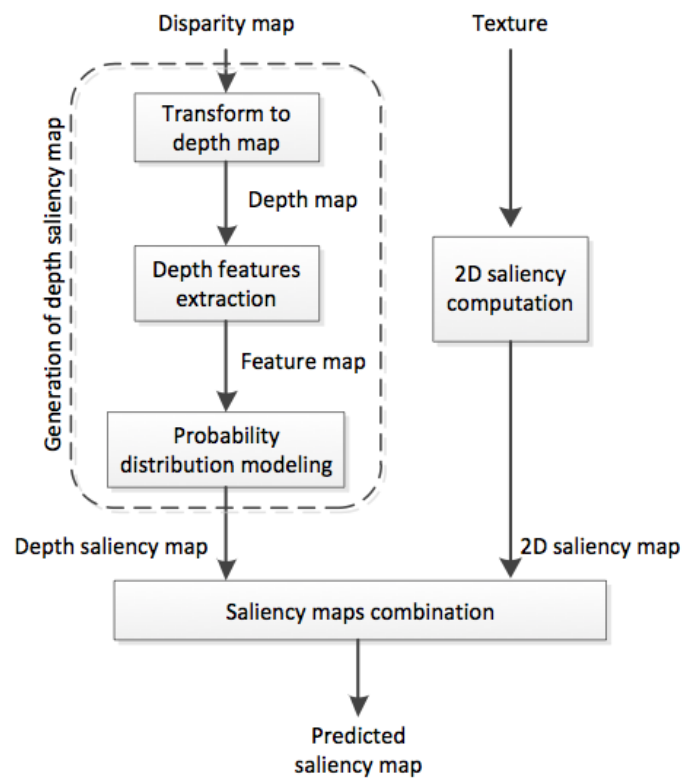 Disparity map
Texture
Generation of depth saliency map
Transform to
depth map
Depth map
Depth features
extraction
2D saliency
computation
Feature map
Probability
distribution modeling
Depth saliency map
2D saliency map
Saliency maps combination
Predicted
saliency map